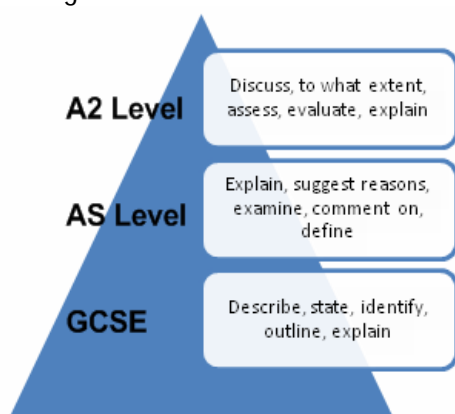 A2 Level
Discuss, to what extent,
assess, evaluate, explain
AS Level
Explain, suggest reasons,
examine, comment on,
define
GCSE
Describe, state, identify,
outline, explain